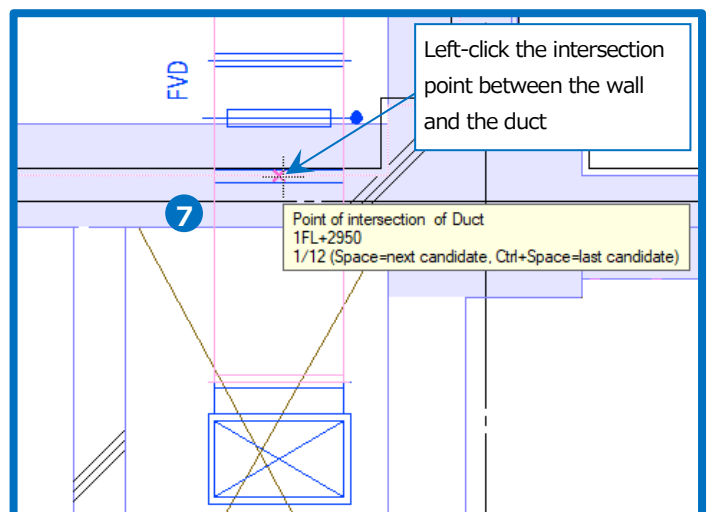 Left-click the intersection
point between the wall
and the duct
FVD
7
Point of intersection of Duct
1FL+2950
1/12 (Space=next candidate, Ctrl+Space=last candidate)